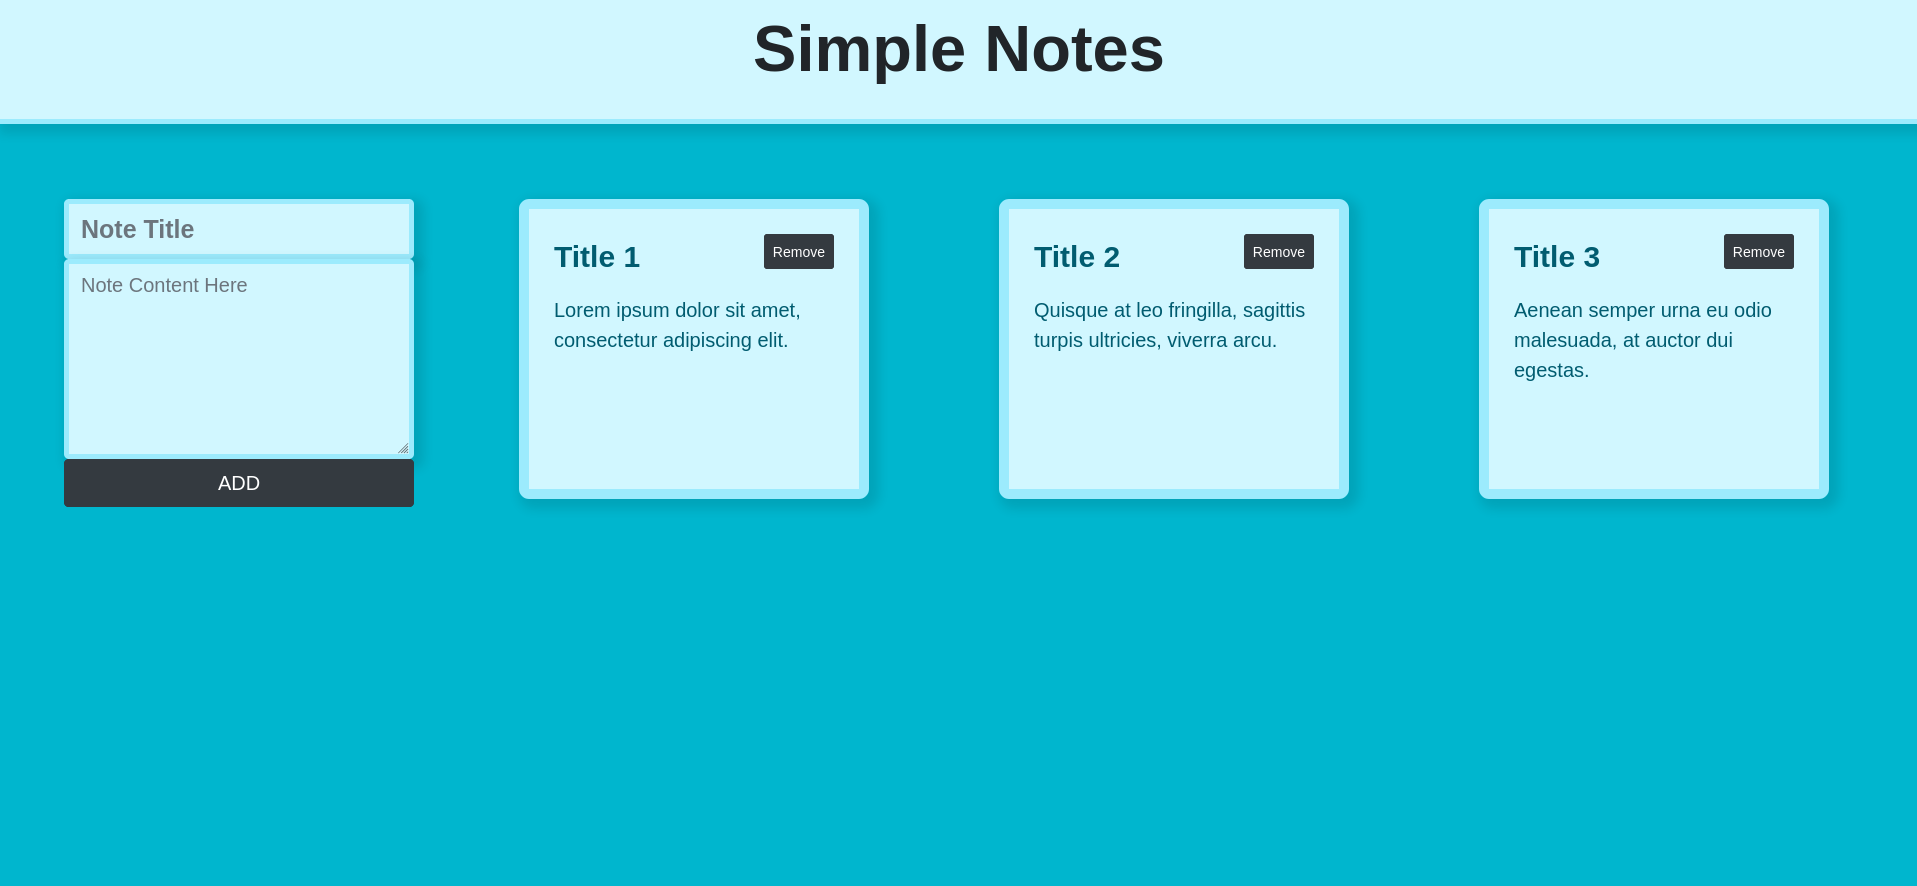 Simple Notes
Note Title
Note Content Here
ADD
Title 1
Remove
Lorem ipsum dolor sit amet,
consectetur adipiscing elit.
Title 2
Remove
Quisque at leo fringilla, sagittis
turpis ultricies, viverra arcu.
Title 3
Remove
Aenean semper urna eu odio
malesuada, at auctor dui
egestas.